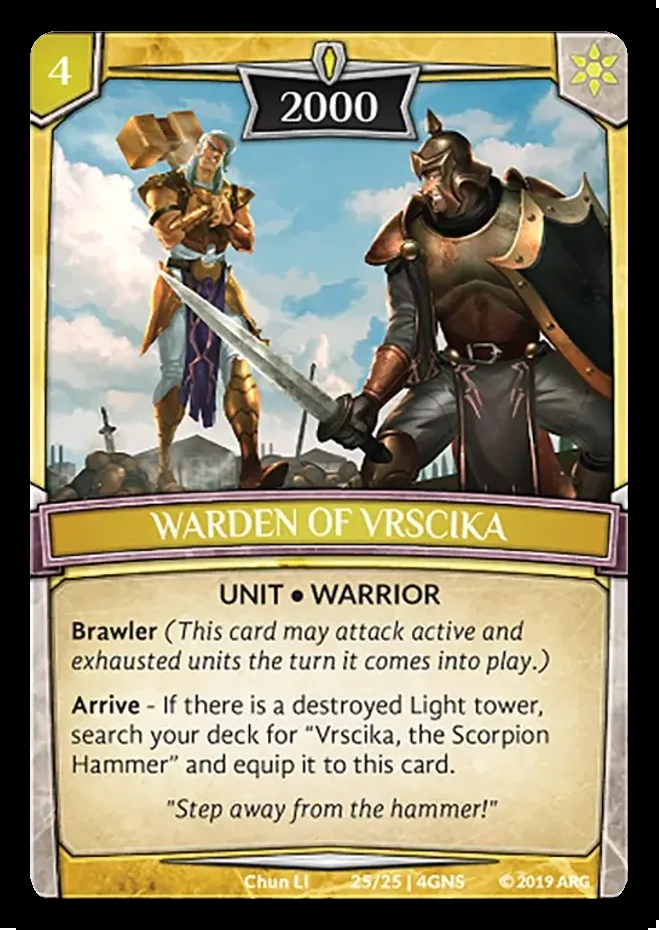 4
2000
WARDEN OF VRSCIKA
UNIT • WARRIOR
Brawler (This card may attack active and
exhausted units the turn it comes into play.)
Arrive - If there is a destroyed Light tower,
search your deck for “Vrscika, the Scorpion
Hammer” and equip it to this card.
"Step away from the hammer!"
Chun LI 25/25 | 4GNS © 2019 ARG